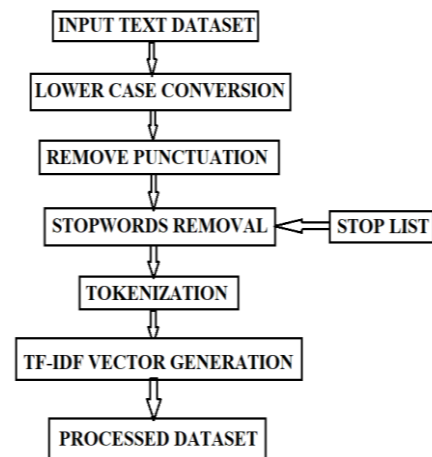 INPUT TEXT DATASET
LOWER CASE CONVERSION
REMOVE PUNCTUATION
STOPWORDS REMOVAL
STOP LIST
TOKENIZATION
TF-IDF VECTOR GENERATION
PROCESSED DATASET